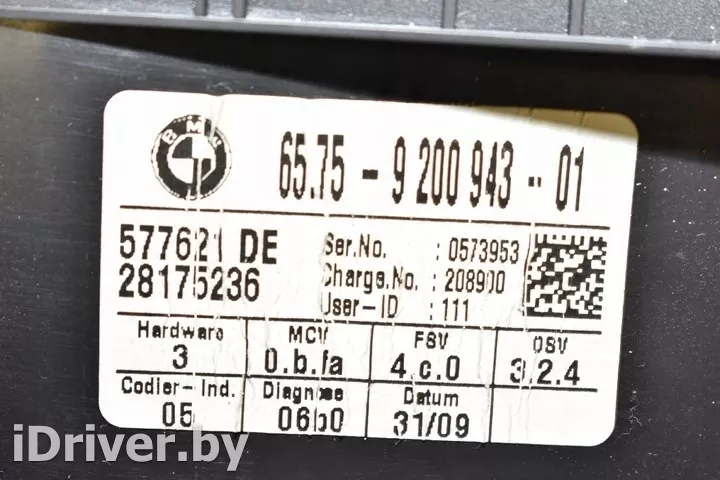 BMW
65.75 - 9 200 943 - 01
577621 DE
28175236
Ser.No. : 0573953
Charge.No. : 208900
User-ID : 111
Hardware MCV FSV OSV
3 0.b.fa 4.c.0 3.2.4
Codier-Ind. Diagnose Datum
05 06b0 31/09
iDriver.by